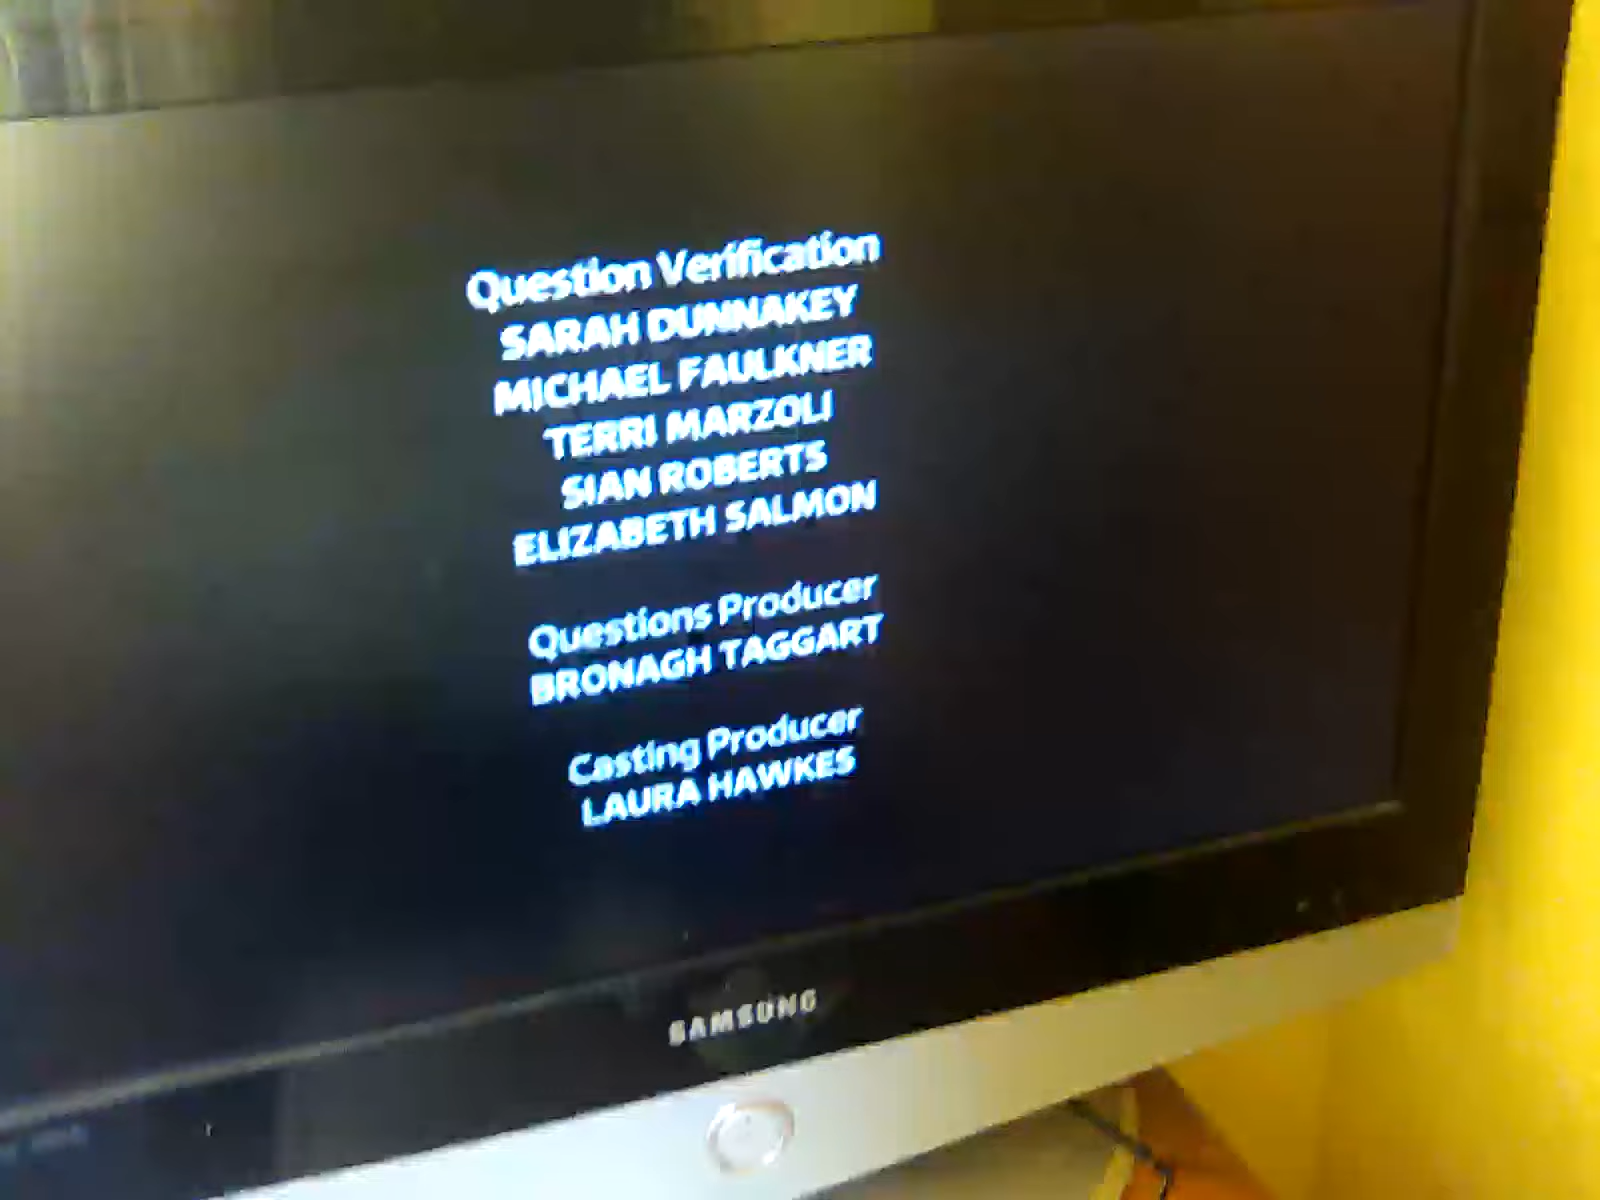 Question Verification
SARAH DUNNAKEY
MICHAEL FAULKNER
TERRI MARZOLI
SIAN ROBERTS
ELIZABETH SALMON
Questions Producer
BRONAGH TAGGART
Casting Producer
LAURA HAWKES
SAMSUNG